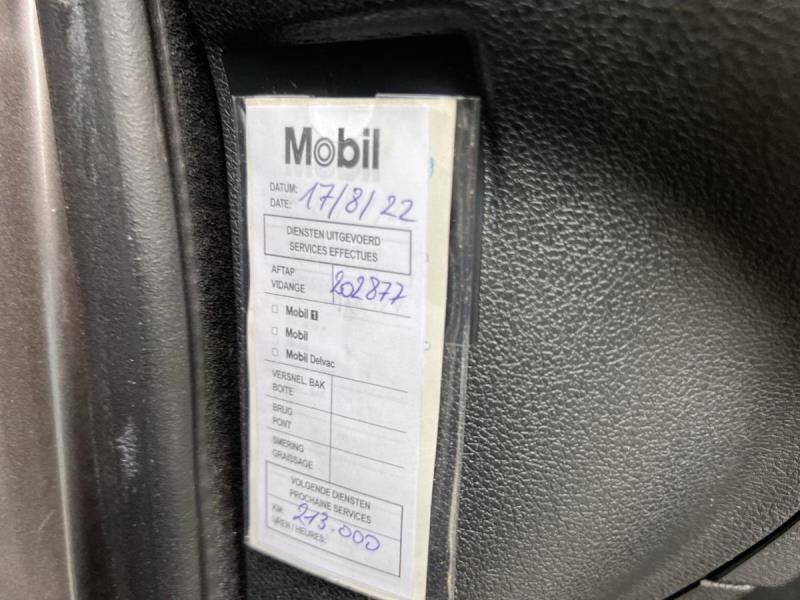 Mobil
DATUM:
DATE: 17/8/22
DIENSTEN UITGEVOERD
SERVICES EFFECTUES
AFTAP
VIDANGE 202877
Mobil 1
Mobil
Mobil Delvac
VERSNEL. BAK
BOITE
BRUG
PONT
SMERING
GRAISSAGE
VOLGENDE DIENSTEN
PROCHAINE SERVICES
KM: 213.000
UREN / HEURES: